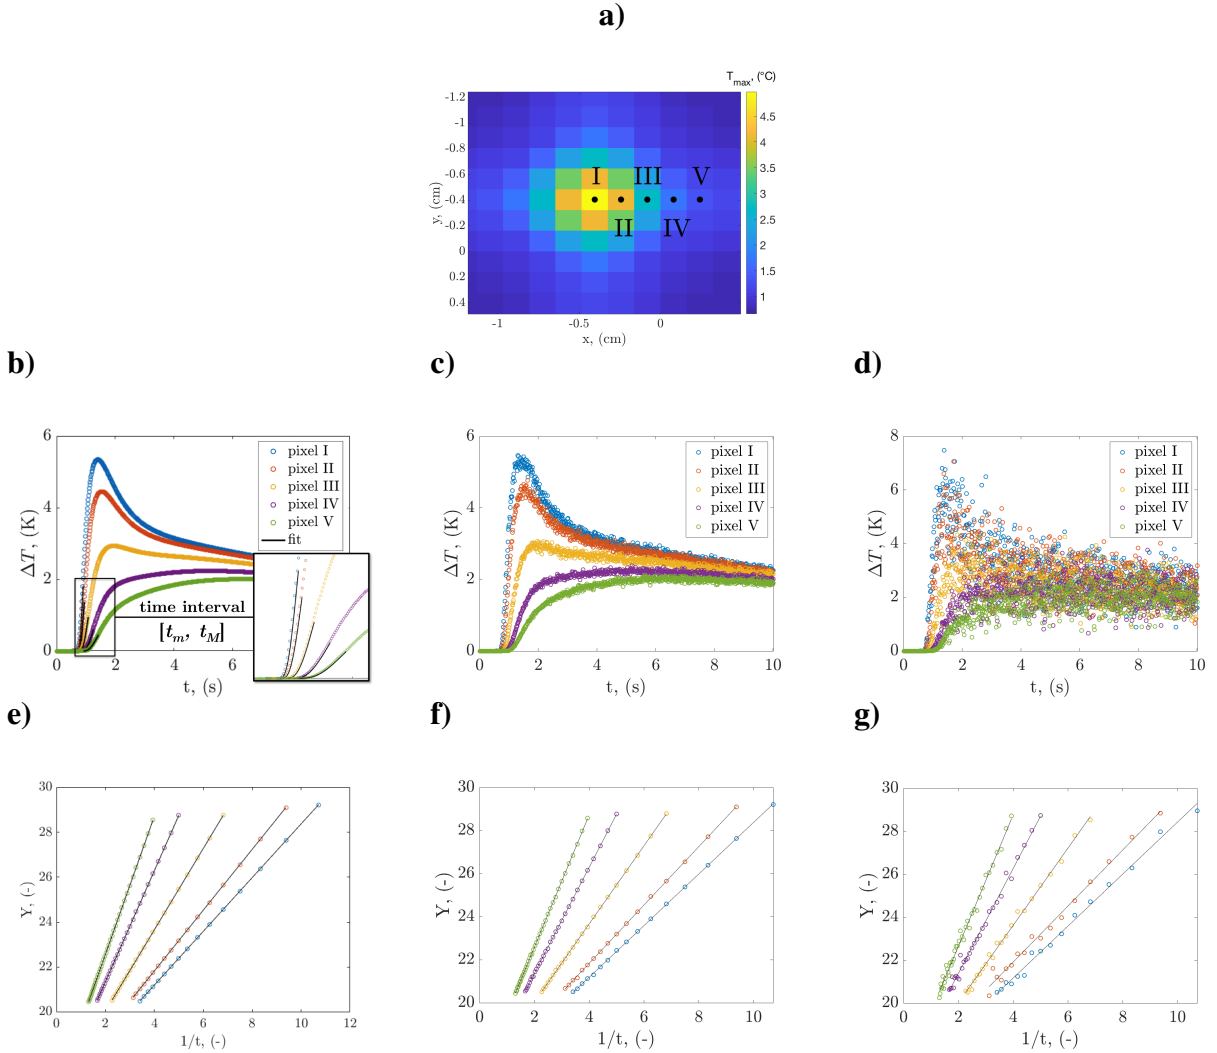 a)
T_max, (°C)
-1.2
-1
-0.8
-0.6
-0.4
-0.2
0
0.2
0.4
y, (cm)
I
III
V
II
IV
4.5
4
3.5
3
2.5
2
1.5
1
-1
-0.5
0
x, (cm)
b)
c)
d)
6
4
2
0
ΔT, (K)
pixel I
pixel II
pixel III
pixel IV
pixel V
fit
time interval
[t_m, t_M]
0
2
4
6
t, (s)
6
4
2
0
ΔT, (K)
pixel I
pixel II
pixel III
pixel IV
pixel V
0
2
4
6
8
10
t, (s)
8
6
4
2
0
ΔT, (K)
pixel I
pixel II
pixel III
pixel IV
pixel V
0
2
4
6
8
10
t, (s)
e)
f)
g)
30
28
26
24
22
20
Y, (-)
0
2
4
6
8
10
12
1/t, (-)
30
28
26
24
22
20
Y, (-)
0
2
4
6
8
10
1/t, (-)
30
28
26
24
22
20
Y, (-)
0
2
4
6
8
10
1/t, (-)